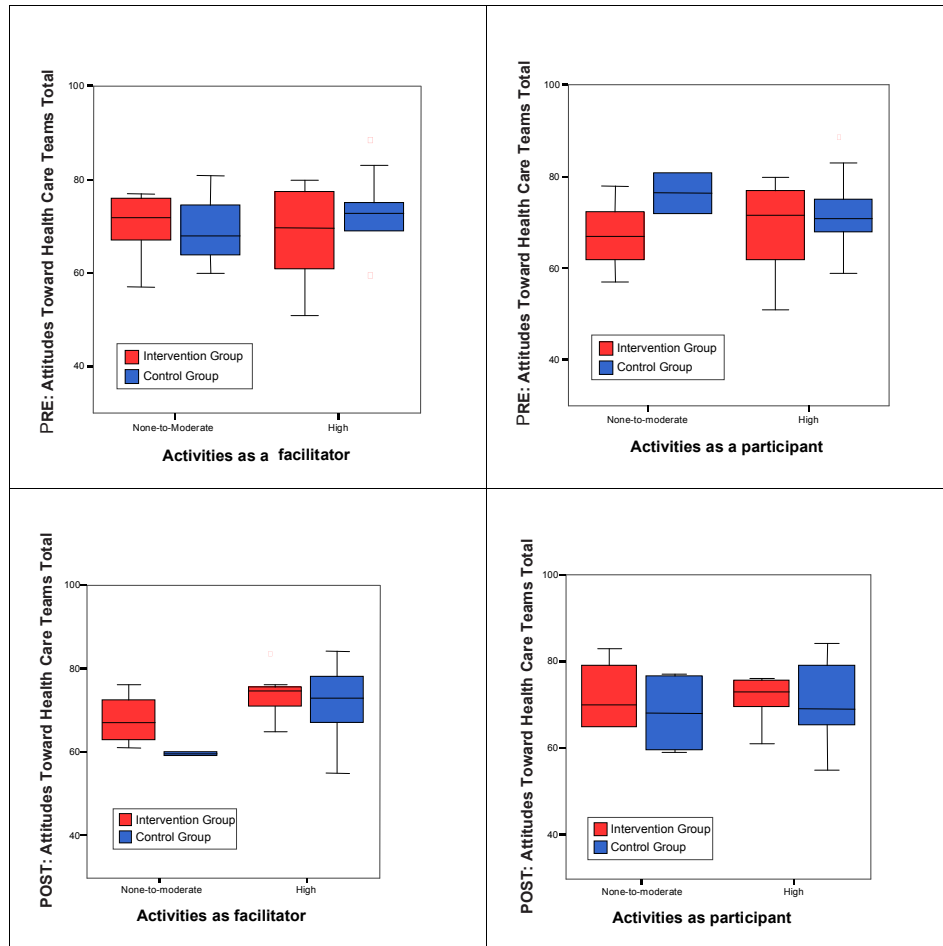 PRE: Attitudes Toward Health Care Teams Total
100
80
60
40
Intervention Group
Control Group
None-to-Moderate
High
Activities as a facilitator
PRE: Attitudes Toward Health Care Teams Total
100
80
60
40
Intervention Group
Control Group
None-to-moderate
High
Activities as a participant
POST: Attitudes Toward Health Care Teams Total
100
80
60
40
Intervention Group
Control Group
None-to-moderate
High
Activities as facilitator
POST: Attitudes Toward Health Care Teams Total
100
80
60
40
Intervention Group
Control Group
None-to-moderate
High
Activities as participant